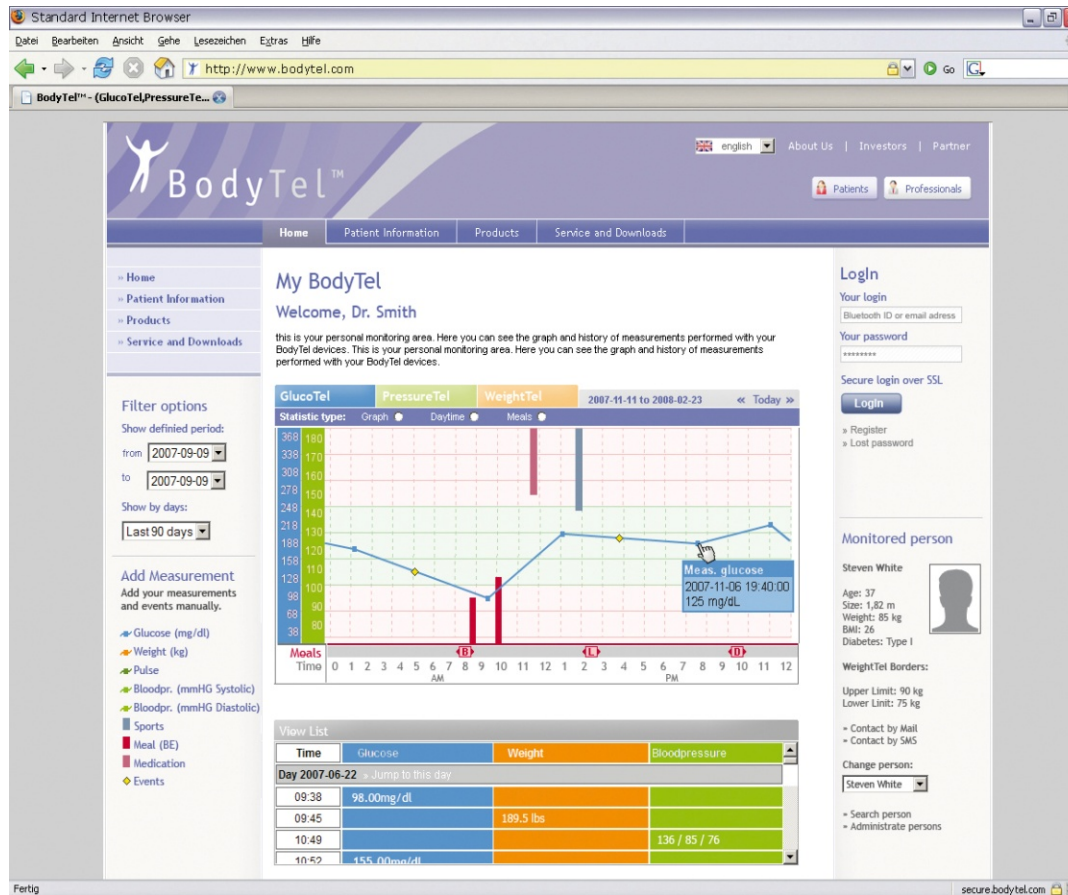 Standard Internet Browser
Datei Bearbeiten Ansicht Gehe Lesezeichen Extras Hilfe
http://www.bodytel.com
Go
BodyTel™ - (GlucoTel,PressureTe...
BodyTel™
english
About Us | Investors | Partner
Patients
Professionals
Home
Patient Information
Products
Service and Downloads
» Home
» Patient Information
» Products
» Service and Downloads
Filter options
Show definied period:
from 2007-09-09
to 2007-09-09
Show by days:
Last 90 days
Add Measurement
Add your measurements
and events manually.
Glucose (mg/dl)
Weight (kg)
Pulse
Bloodpr. (mmHG Systolic)
Bloodpr. (mmHG Diastolic)
Sports
Meal (BE)
Medication
Events
My BodyTel
Welcome, Dr. Smith
this is your personal monitoring area. Here you can see the graph and history of measurements performed with your
BodyTel devices. This is your personal monitoring area. Here you can see the graph and history of measurements
performed with your BodyTel devices.
GlucoTel
PressureTel
WeightTel
2007-11-11 to 2008-02-23
« Today »
Statistic type: Graph Daytime Meals
368 180
338 170
308 160
278 150
248 140
218 130
188 120
158 110
128 100
98 90
68 80
38
Meas. glucose
2007-11-06 19:40:00
125 mg/dL
Meals B L D
Time 0 1 2 3 4 5 6 7 8 9 10 11 12 1 2 3 4 5 6 7 8 9 10 11 12
AM PM
View List
Time Glucose Weight Bloodpressure
Day 2007-06-22 » Jump to this day
09:38 98.00mg/dl
09:45 189.5 lbs
10:49 136 / 85 / 76
10:52 155.00mg/dl
LogIn
Your login
Bluetooth ID or email adress
Your password
********
Secure login over SSL
LogIn
» Register
» Lost password
Monitored person
Steven White
Age: 37
Size: 1,82 m
Weight: 85 kg
BMI: 26
Diabetes: Type I
WeightTel Borders:
Upper Limit: 90 kg
Lower Linit: 75 kg
» Contact by Mail
» Contact by SMS
Change person:
Steven White
» Search person
» Administrate persons
Fertig
secure.bodytel.com